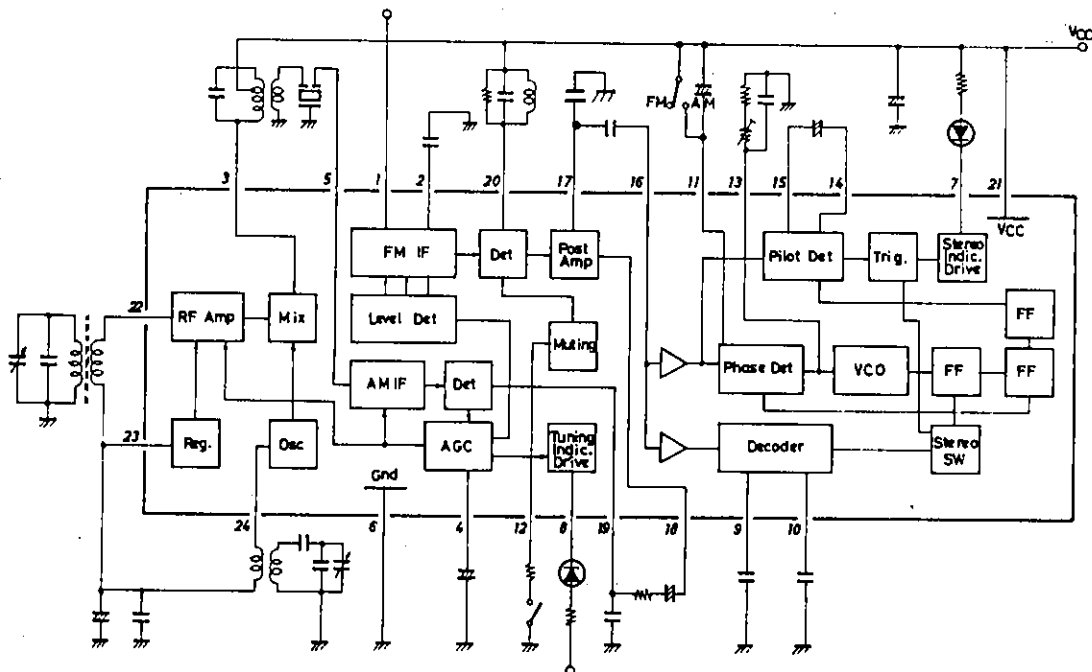 VCC
FM
AM
3
5
1
2
20
17
16
11
13
15
14
7
21
VCC
FM IF
Det
Post
Amp
Pilot Det
Trig.
Stereo
Indic.
Drive
22
RF Amp
Mix
Level Det
Muting
FF
AM IF
Det
Phase Det
VCO
FF
FF
23
Reg.
Osc
AGC
Tuning
Indic.
Drive
Decoder
Stereo
SW
Gnd
24
6
4
12
8
19
18
9
10